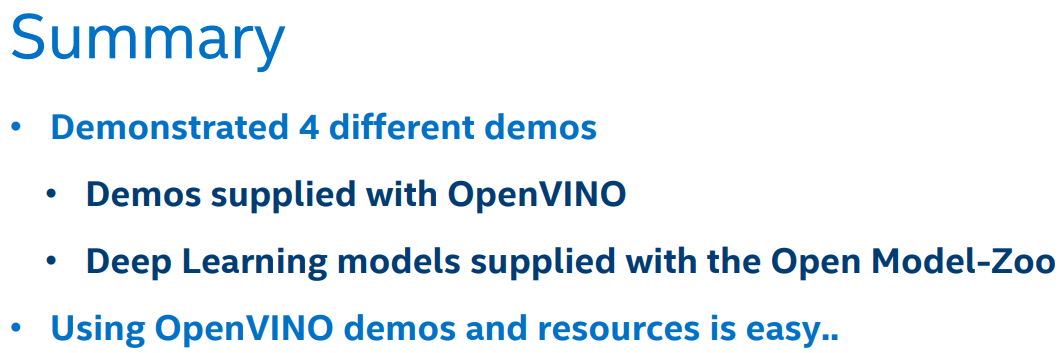 Summary
• Demonstrated 4 different demos
• Demos supplied with OpenVINO
• Deep Learning models supplied with the Open Model-Zoo
• Using OpenVINO demos and resources is easy..